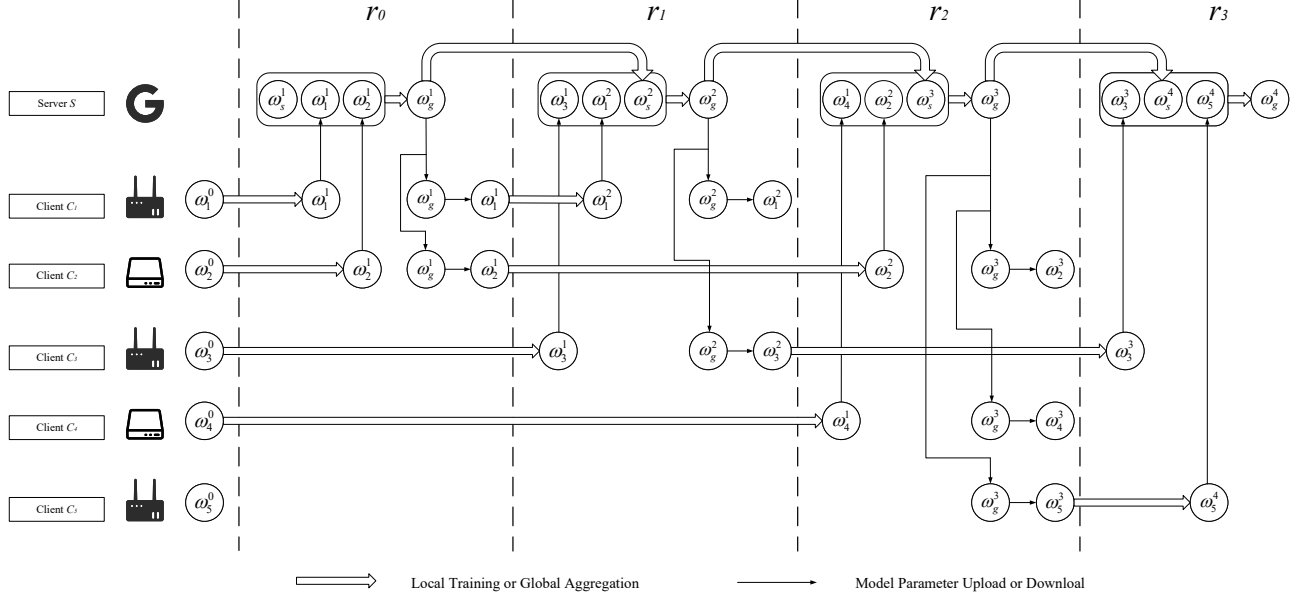 r₀ r₁ r₂ r₃
Server S ω_s^1 ω_1^1 ω_2^1 ω_g^1 ω_3^1 ω_1^2 ω_s^2 ω_g^2 ω_4^1 ω_2^2 ω_s^3 ω_g^3 ω_3^3 ω_s^4 ω_5^4 ω_g^4
Client C₁ ω_1^0 ω_1^1 ω_g^1 ω_1^1 ω_1^2 ω_g^2 ω_1^2
Client C₂ ω_2^0 ω_2^1 ω_g^1 ω_2^1 ω_2^2 ω_g^3 ω_2^3
Client C₃ ω_3^0 ω_3^1 ω_g^2 ω_3^2 ω_3^3
Client C₄ ω_4^0 ω_4^1 ω_g^3 ω_4^3
Client C₅ ω_5^0 ω_g^3 ω_5^3 ω_5^4
Local Training or Global Aggregation Model Parameter Upload or Downloal